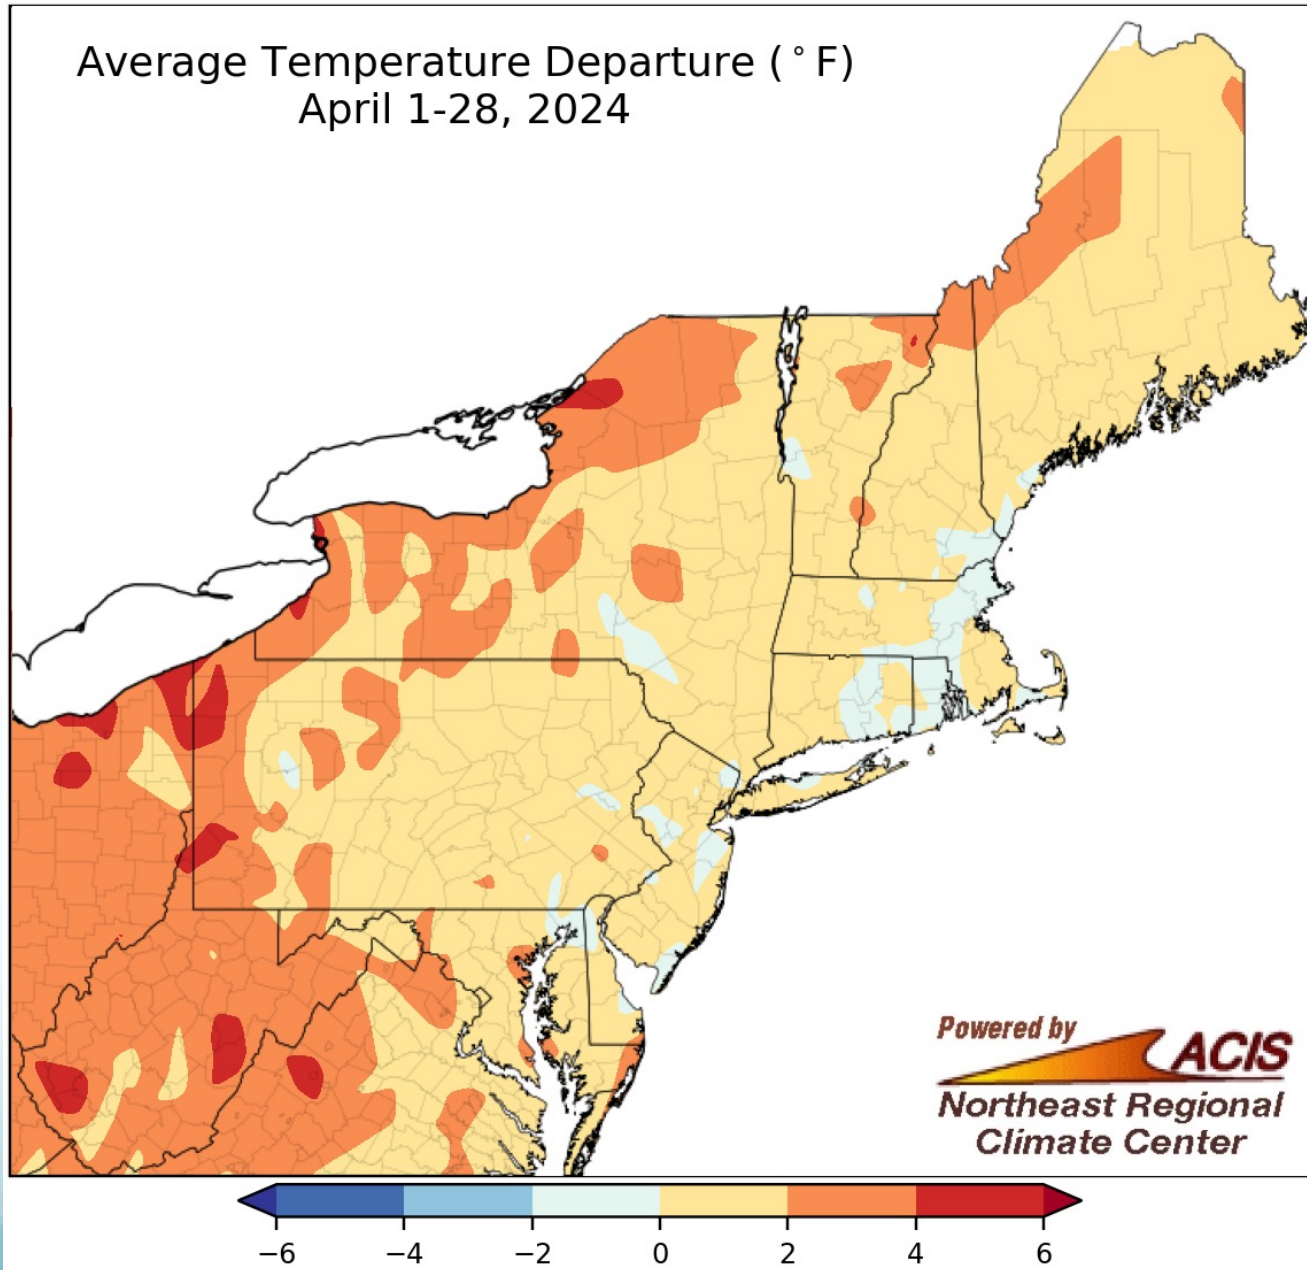 Average Temperature Departure (°F)
April 1-28, 2024
Powered by
ACIS
Northeast Regional
Climate Center
−6 −4 −2 0 2 4 6